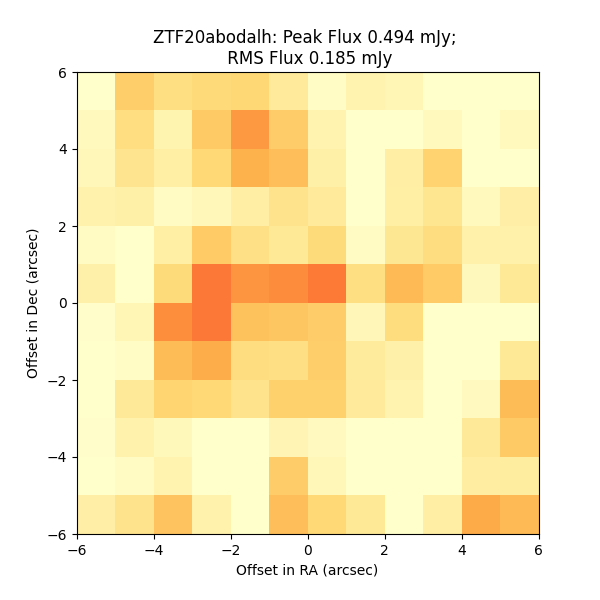 ZTF20abodalh: Peak Flux 0.494 mJy;
RMS Flux 0.185 mJy
6
4
2
0
−2
−4
−6
Offset in Dec (arcsec)
−6 −4 −2 0 2 4 6
Offset in RA (arcsec)